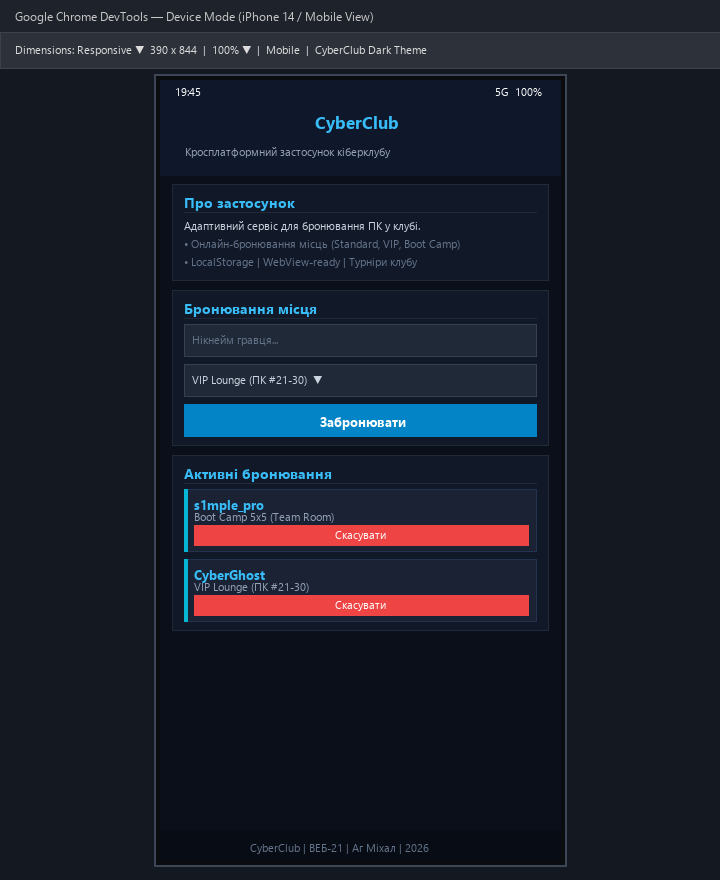 Google Chrome DevTools — Device Mode (iPhone 14 / Mobile View)
Dimensions: Responsive ▼ 390 x 844 | 100% ▼ | Mobile | CyberClub Dark Theme
19:45 5G 100%
CyberClub
Кросплатформний застосунок кіберклубу
Про застосунок
Адаптивний сервіс для бронювання ПК у клубі.
• Онлайн-бронювання місць (Standard, VIP, Boot Camp)
• LocalStorage | WebView-ready | Турніри клубу
Бронювання місця
Нікнейм гравця...
VIP Lounge (ПК #21-30) ▼
Забронювати
Активні бронювання
s1mple_pro
Boot Camp 5x5 (Team Room)
Скасувати
CyberGhost
VIP Lounge (ПК #21-30)
Скасувати
CyberClub | ВЕБ-21 | Аг Міхал | 2026